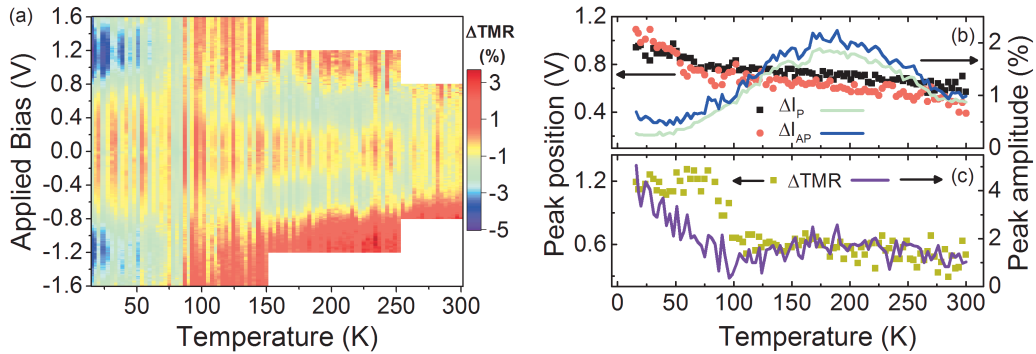 (a)
Applied Bias (V)
1.6
1.2
0.8
0.4
0.0
-0.4
-0.8
-1.2
-1.6
50 100 150 200 250 300
Temperature (K)
ΔTMR
(%)
3
1
-1
-3
-5
(b)
Peak position (V)
1.2
0.8
0.4
ΔI_P
ΔI_AP
2
1
0
Peak amplitude (%)
(c)
ΔTMR
1.2
0.6
4
2
0
0 50 100 150 200 250 300
Temperature (K)